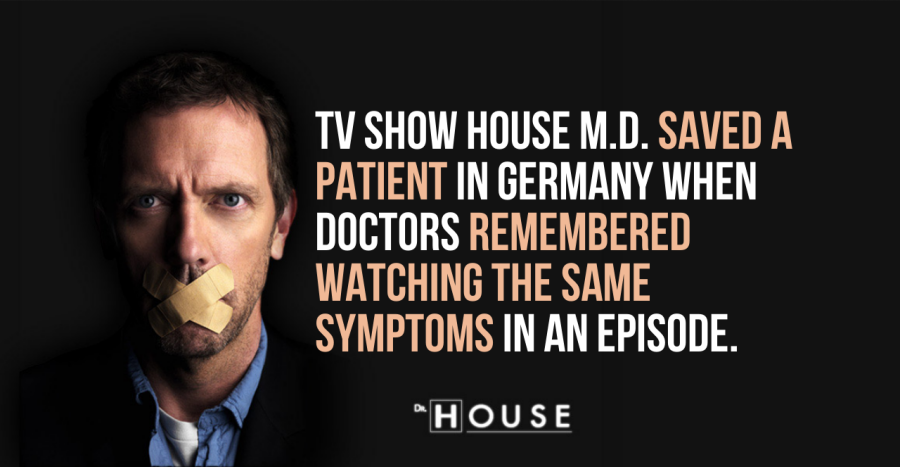 TV SHOW HOUSE M.D. SAVED A
PATIENT IN GERMANY WHEN
DOCTORS REMEMBERED
WATCHING THE SAME
SYMPTOMS IN AN EPISODE.
DR. HOUSE